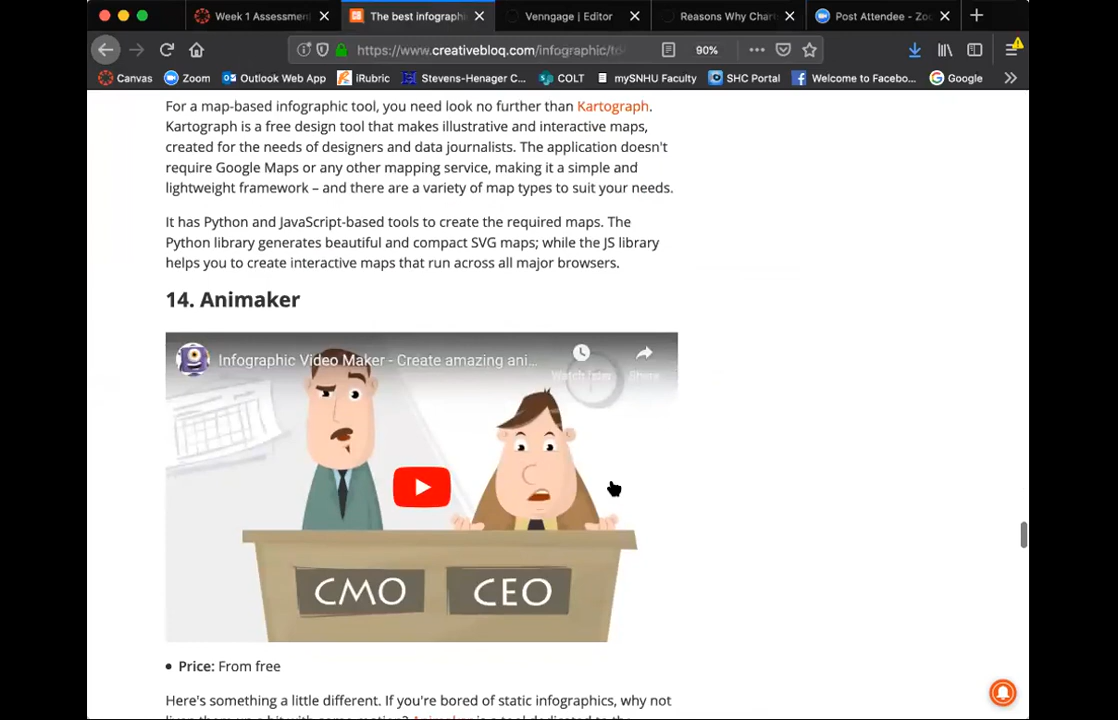 Week 1 Assessment
The best infographi
Venngage | Editor
Reasons Why Char
Post Attendee - Zo
https://www.creativebloq.com/infographic/to
90%
Canvas
Zoom
Outlook Web App
iRubric
Stevens-Henager C...
COLT
mySNHU Faculty
SHC Portal
Welcome to Facebo...
Google
For a map-based infographic tool, you need look no further than Kartograph.
Kartograph is a free design tool that makes illustrative and interactive maps,
created for the needs of designers and data journalists. The application doesn't
require Google Maps or any other mapping service, making it a simple and
lightweight framework – and there are a variety of map types to suit your needs.
It has Python and JavaScript-based tools to create the required maps. The
Python library generates beautiful and compact SVG maps; while the JS library
helps you to create interactive maps that run across all major browsers.
14. Animaker
Infographic Video Maker - Create amazing ani...
Watch later
Share
CMO
CEO
Price: From free
Here's something a little different. If you're bored of static infographics, why not